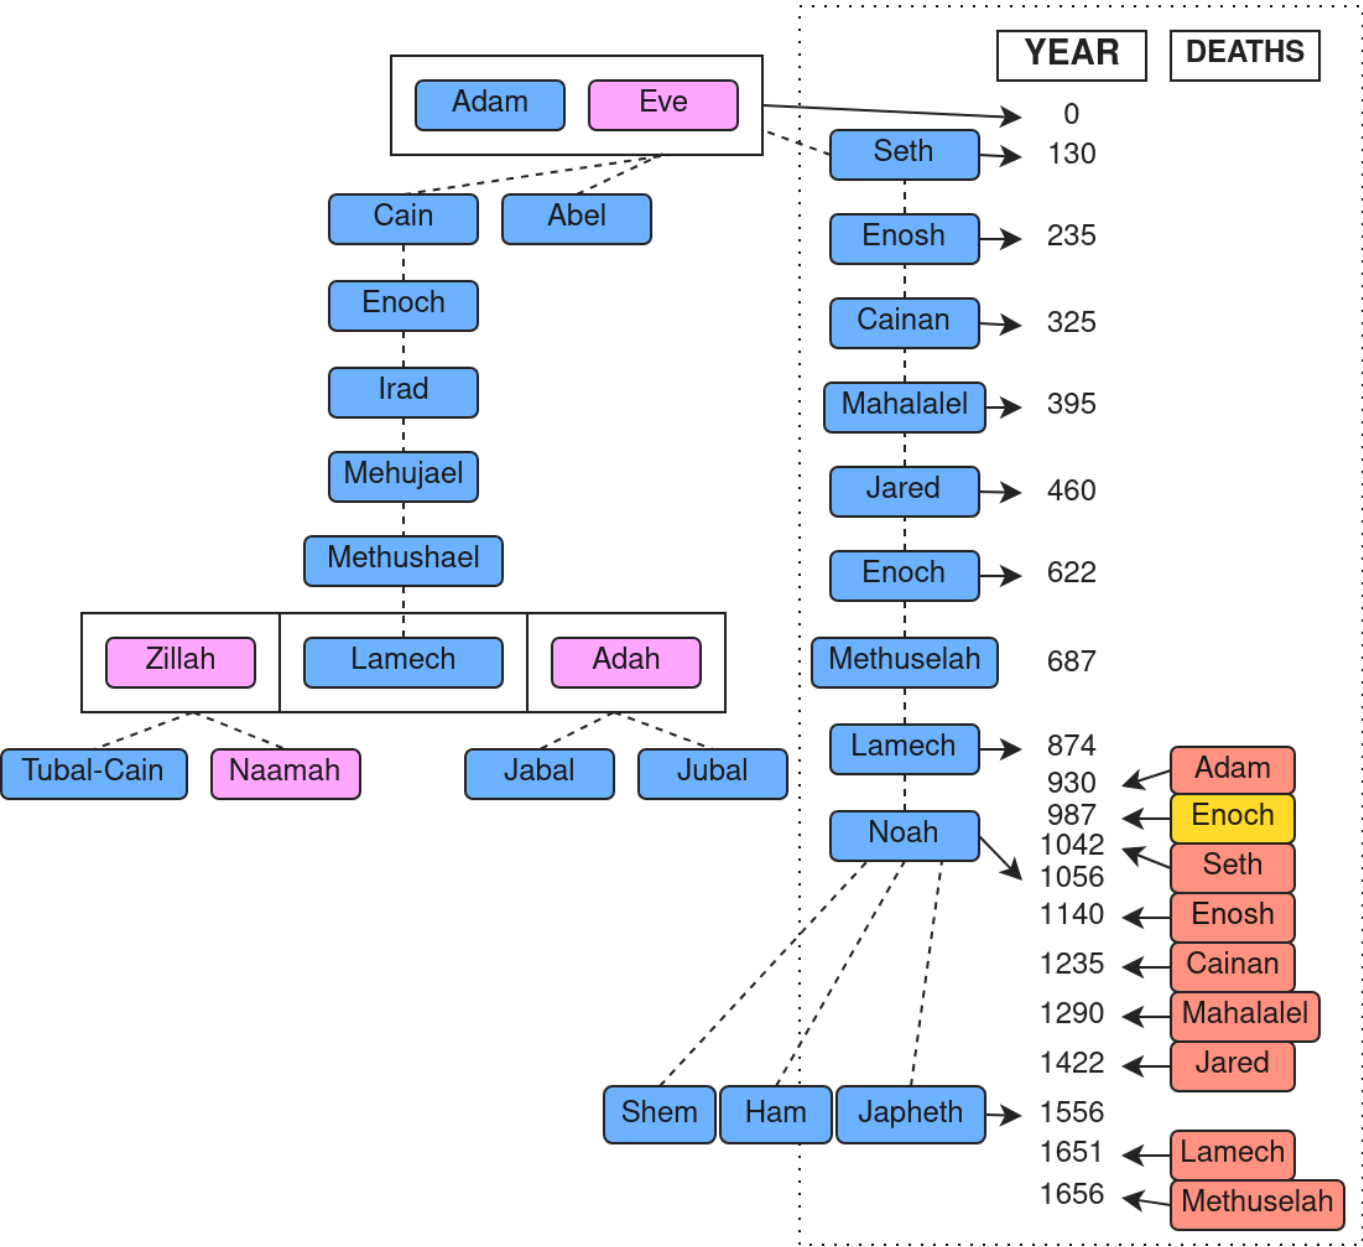 YEAR
DEATHS
Adam
Eve
0
Seth
130
Cain
Abel
Enosh
235
Enoch
Cainan
325
Irad
Mahalalel
395
Mehujael
Jared
460
Methushael
Enoch
622
Zillah
Lamech
Adah
Methuselah
687
Tubal-Cain
Naamah
Jabal
Jubal
Lamech
874
Adam
930
Enoch
987
Noah
1042
Seth
1056
1140
Enosh
1235
Cainan
1290
Mahalalel
1422
Jared
Shem
Ham
Japheth
1556
1651
Lamech
1656
Methuselah